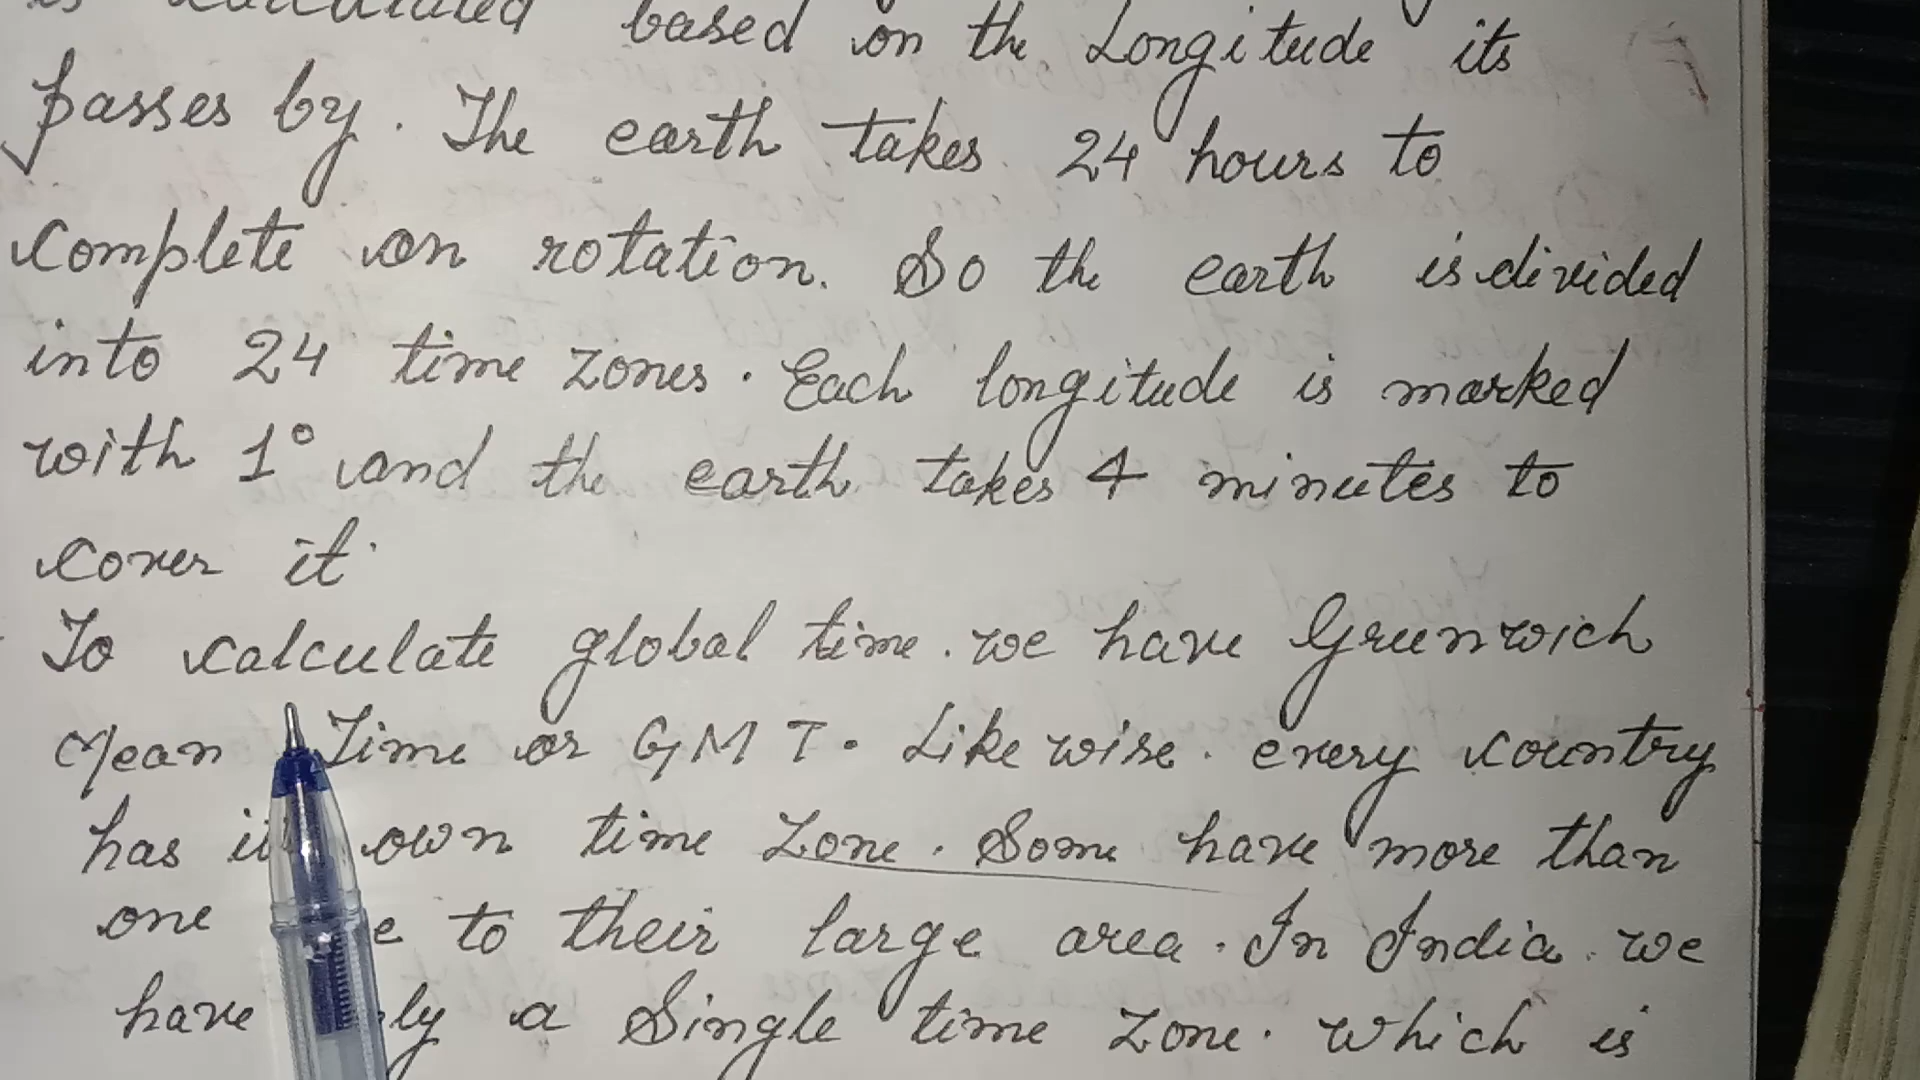 is calculated based on the Longitude its
passes by. The earth takes 24 hours to
complete on rotation. So the earth is divided
into 24 time zones. Each longitude is marked
with 1° and the earth takes 4 minutes to
cover it.
To calculate global time. we have Greenwich
Mean Time or GMT. Likewise. every country
has own time Zone. Some have more than
one to their large area. In India. we
have a Single time zone. which is